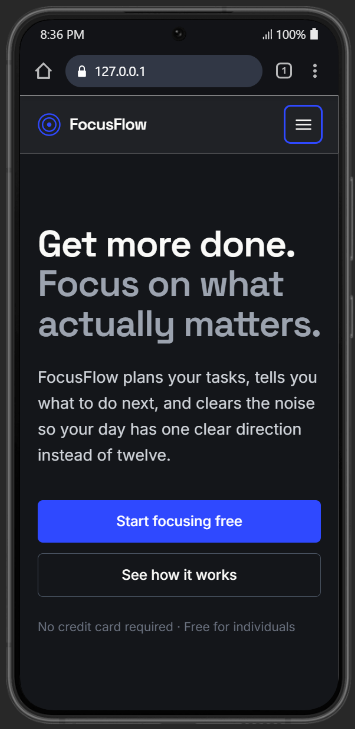 8:36 PM 100%
127.0.0.1 1
FocusFlow
Get more done.
Focus on what
actually matters.
FocusFlow plans your tasks, tells you
what to do next, and clears the noise
so your day has one clear direction
instead of twelve.
Start focusing free
See how it works
No credit card required · Free for individuals